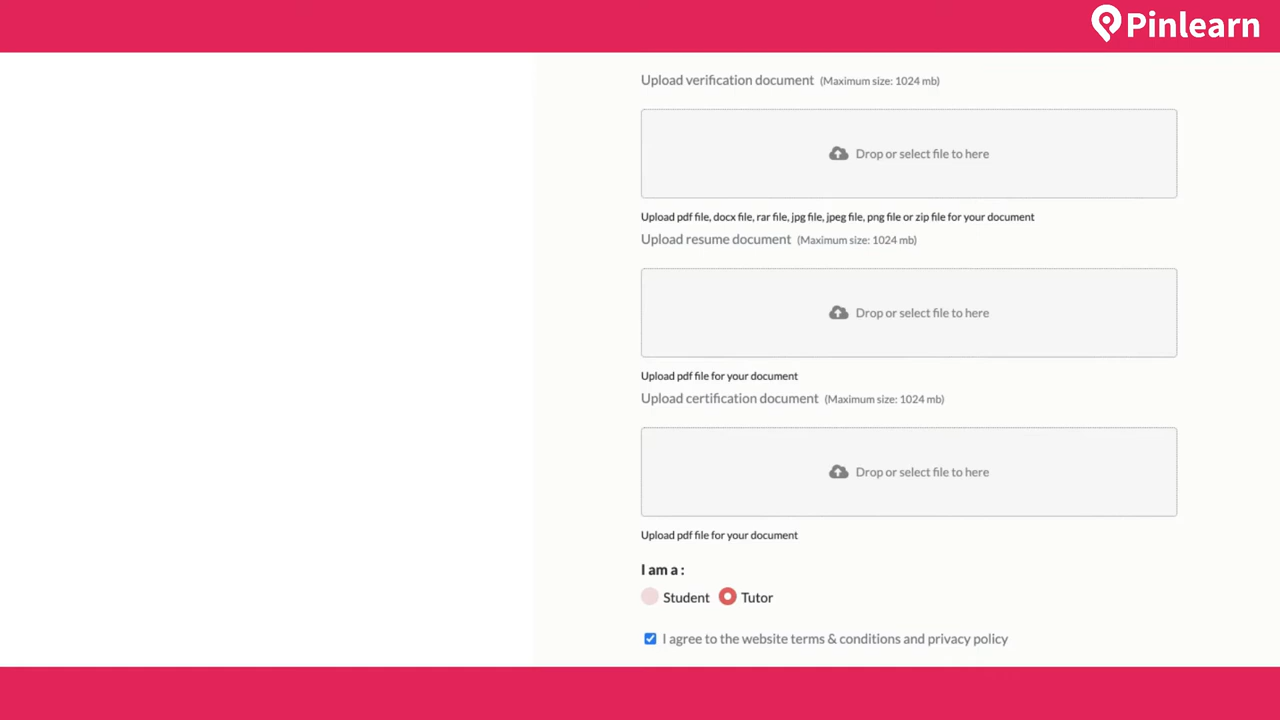 Pinlearn
Upload verification document (Maximum size: 1024 mb)
Drop or select file to here
Upload pdf file, docx file, rar file, jpg file, jpeg file, png file or zip file for your document
Upload resume document (Maximum size: 1024 mb)
Drop or select file to here
Upload pdf file for your document
Upload certification document (Maximum size: 1024 mb)
Drop or select file to here
Upload pdf file for your document
I am a :
Student Tutor
I agree to the website terms & conditions and privacy policy